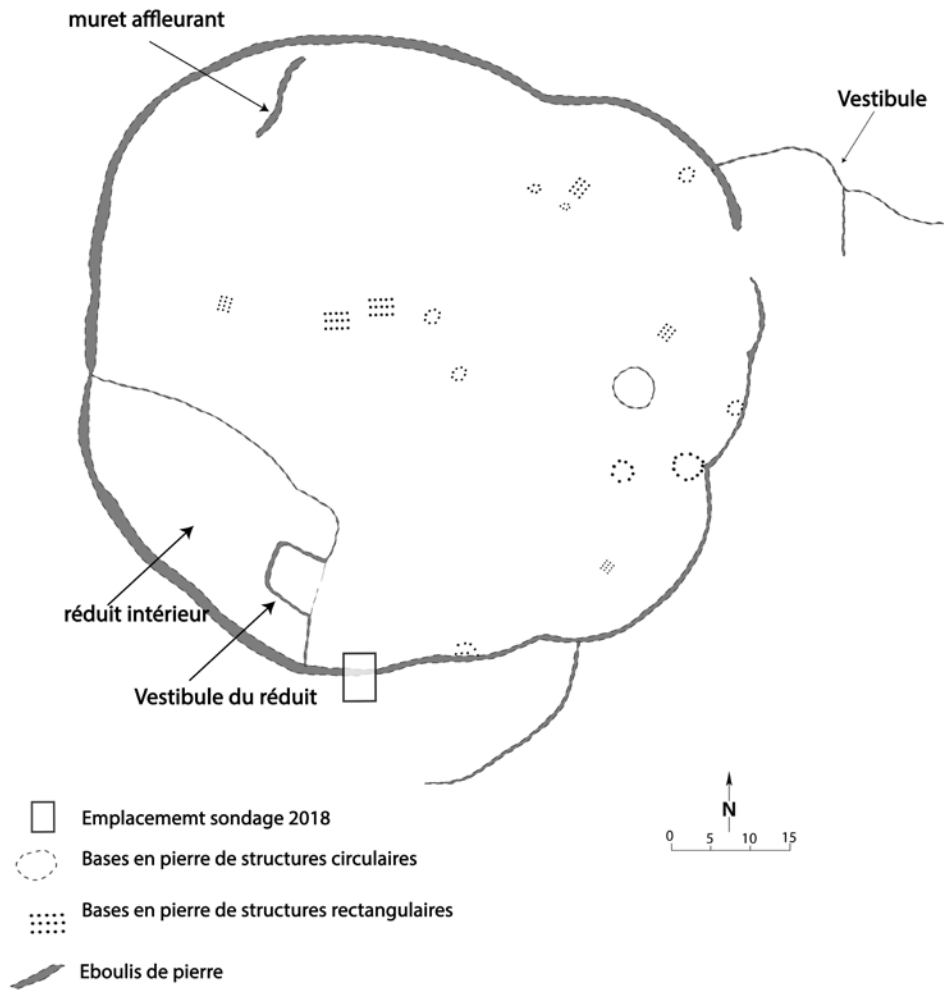 muret affleurant
Vestibule
réduit intérieur
Vestibule du réduit
N
0 5 10 15
Emplacememt sondage 2018
Bases en pierre de structures circulaires
Bases en pierre de structures rectangulaires
Eboulis de pierre